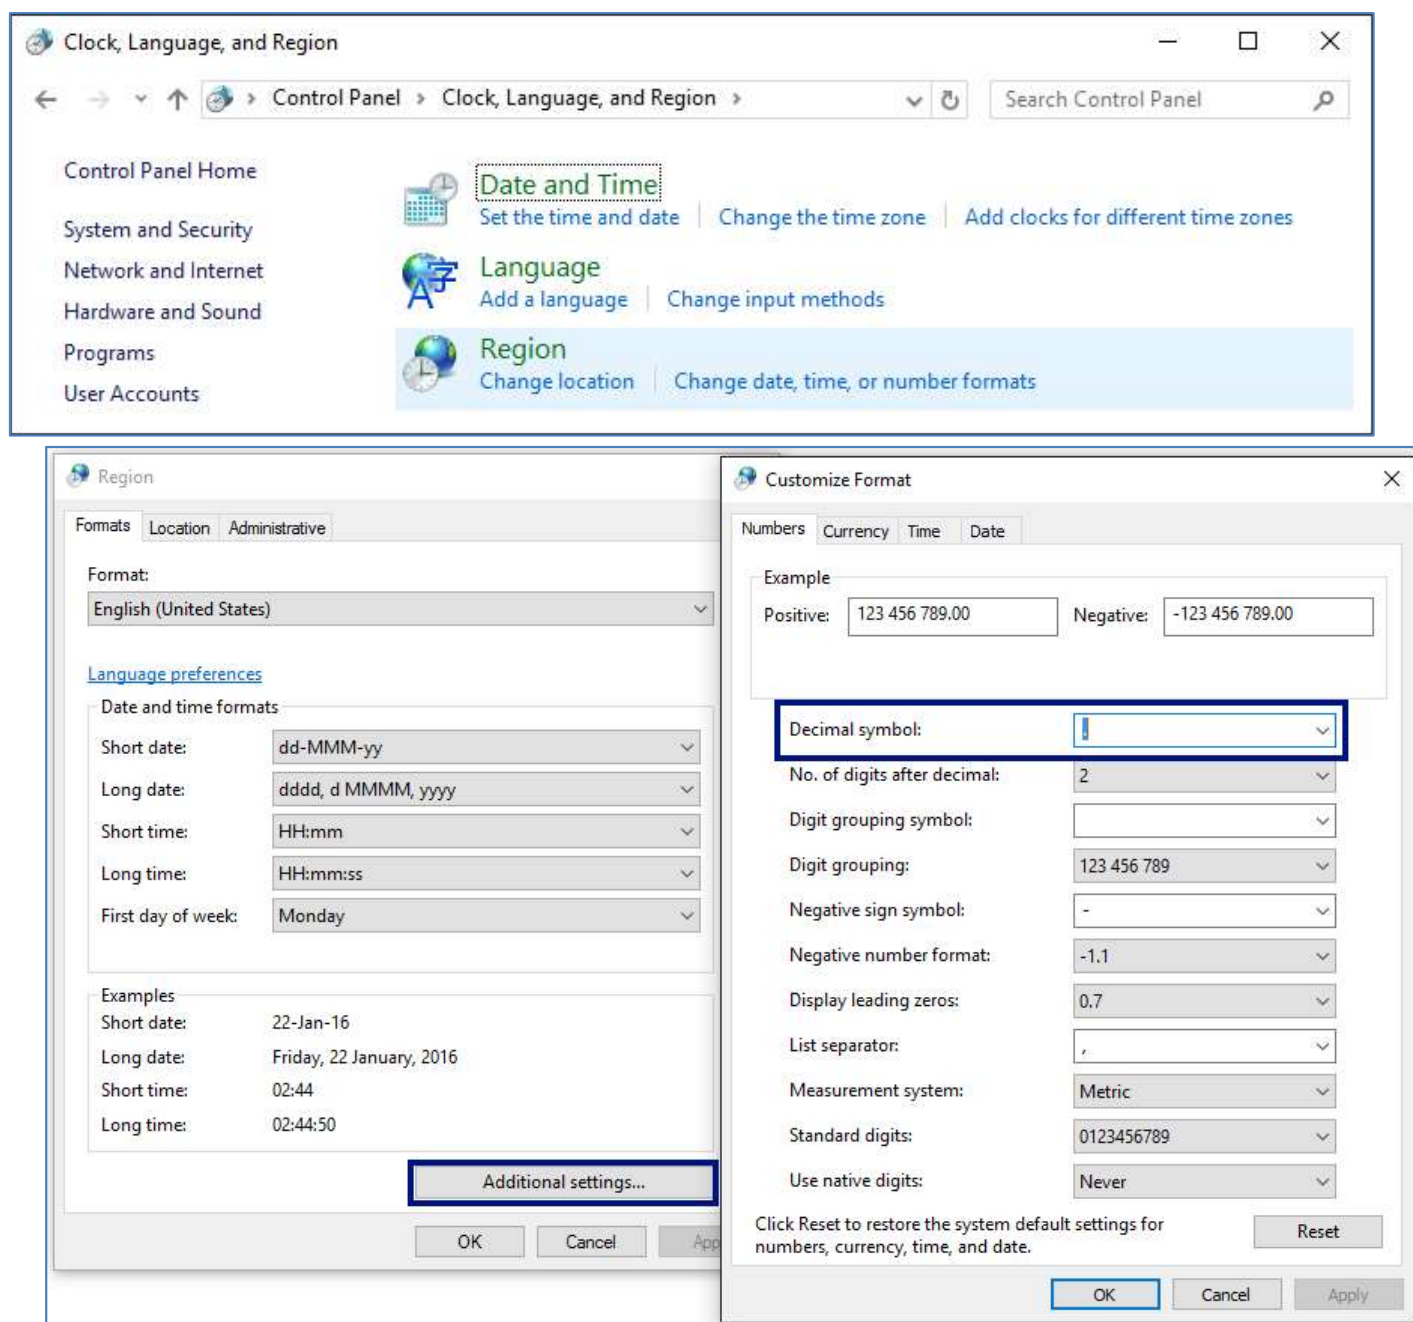 Clock, Language, and Region
Control Panel > Clock, Language, and Region >
Search Control Panel
Control Panel Home
System and Security
Network and Internet
Hardware and Sound
Programs
User Accounts
Date and Time
Set the time and date | Change the time zone | Add clocks for different time zones
Language
Add a language | Change input methods
Region
Change location | Change date, time, or number formats
Region
Formats Location Administrative
Format:
English (United States)
Language preferences
Date and time formats
Short date: dd-MMM-yy
Long date: dddd, d MMMM, yyyy
Short time: HH:mm
Long time: HH:mm:ss
First day of week: Monday
Examples
Short date: 22-Jan-16
Long date: Friday, 22 January, 2016
Short time: 02:44
Long time: 02:44:50
Additional settings...
OK Cancel App
Customize Format
Numbers Currency Time Date
Example
Positive: 123 456 789.00 Negative: -123 456 789.00
Decimal symbol: .
No. of digits after decimal: 2
Digit grouping symbol:
Digit grouping: 123 456 789
Negative sign symbol: -
Negative number format: -1.1
Display leading zeros: 0.7
List separator: ,
Measurement system: Metric
Standard digits: 0123456789
Use native digits: Never
Click Reset to restore the system default settings for
numbers, currency, time, and date.
Reset
OK Cancel Apply